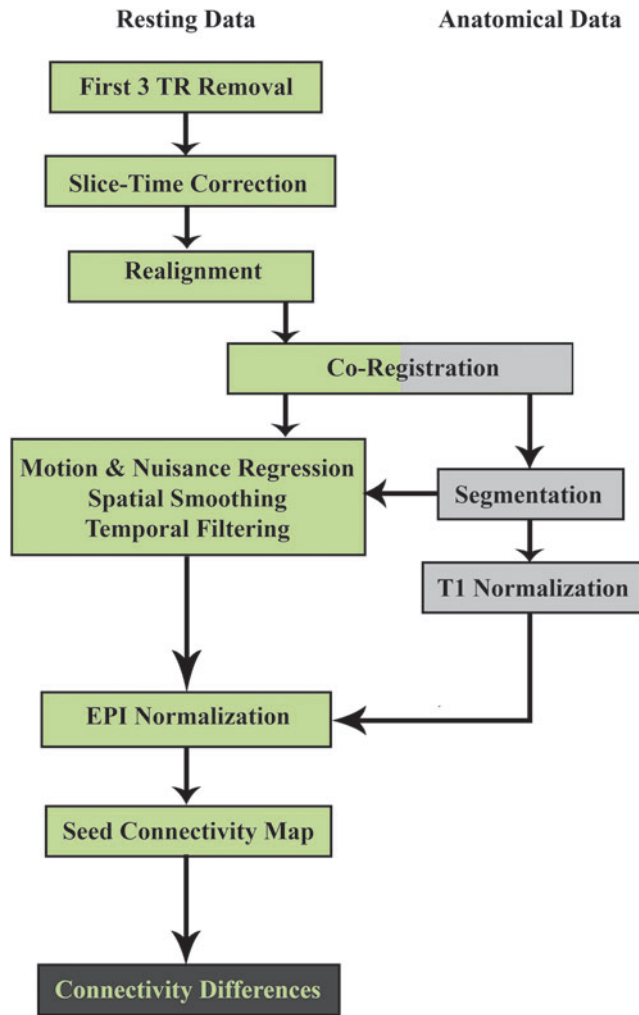 Resting Data
Anatomical Data
First 3 TR Removal
Slice-Time Correction
Realignment
Co-Registration
Motion & Nuisance Regression
Spatial Smoothing
Temporal Filtering
Segmentation
T1 Normalization
EPI Normalization
Seed Connectivity Map
Connectivity Differences